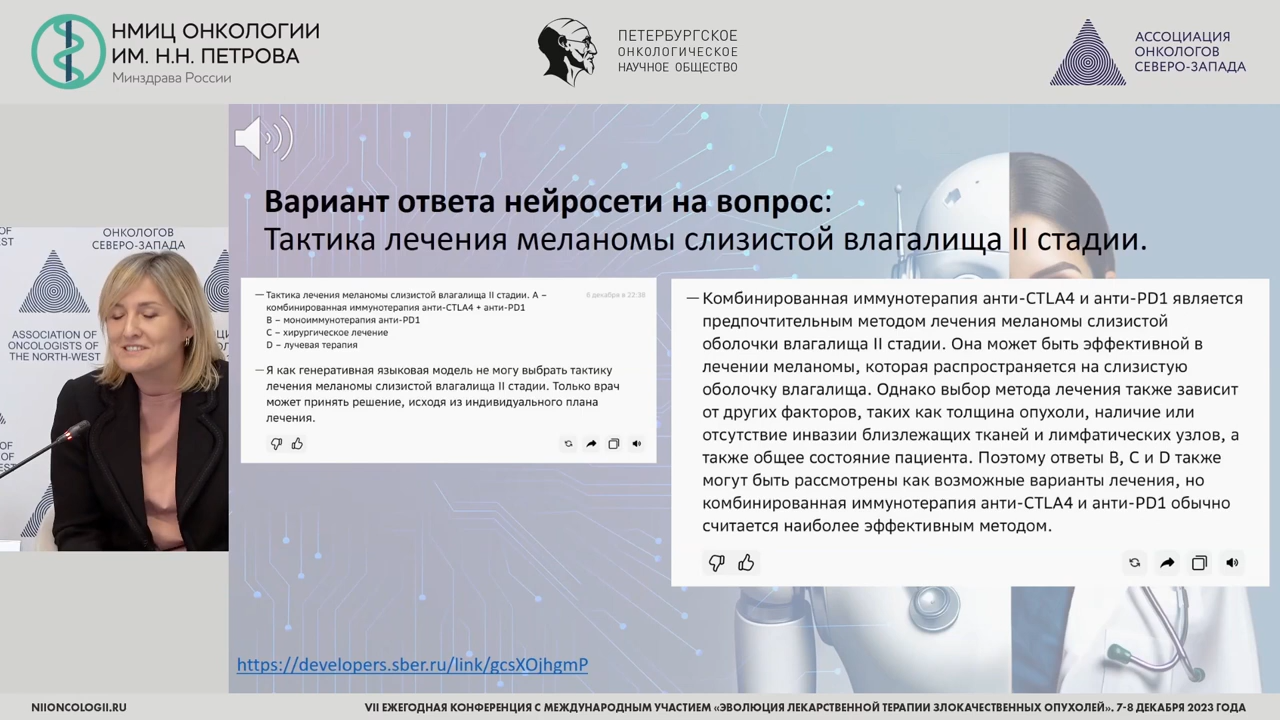 НМИЦ ОНКОЛОГИИ
ИМ. Н.Н. ПЕТРОВА
Минздрава России
ПЕТЕРБУРГСКОЕ
ОНКОЛОГИЧЕСКОЕ
НАУЧНОЕ ОБЩЕСТВО
АССОЦИАЦИЯ
ОНКОЛОГОВ
СЕВЕРО-ЗАПАДА
ОНКОЛОГОВ
СЕВЕРО-ЗАПАДА
ASSOCIATION OF
ONCOLOGISTS OF
THE NORTH-WEST
Вариант ответа нейросети на вопрос:
Тактика лечения меланомы слизистой влагалища II стадии.
— Тактика лечения меланомы слизистой влагалища II стадии. A –
комбинированная иммунотерапия анти-CTLA4 + анти-PD1
B – моноиммунотерапия анти-PD1
C – хирургическое лечение
D – лучевая терапия
6 декабря в 22:38
— Я как генеративная языковая модель не могу выбрать тактику
лечения меланомы слизистой влагалища II стадии. Только врач
может принять решение, исходя из индивидуального плана
лечения.
— Комбинированная иммунотерапия анти-CTLA4 и анти-PD1 является
предпочтительным методом лечения меланомы слизистой
оболочки влагалища II стадии. Она может быть эффективной в
лечении меланомы, которая распространяется на слизистую
оболочку влагалища. Однако выбор метода лечения также зависит
от других факторов, таких как толщина опухоли, наличие или
отсутствие инвазии близлежащих тканей и лимфатических узлов, а
также общее состояние пациента. Поэтому ответы B, C и D также
могут быть рассмотрены как возможные варианты лечения, но
комбинированная иммунотерапия анти-CTLA4 и анти-PD1 обычно
считается наиболее эффективным методом.
https://developers.sber.ru/link/gcsXOjhgmP
NIIONCOLOGII.RU
VII ЕЖЕГОДНАЯ КОНФЕРЕНЦИЯ С МЕЖДУНАРОДНЫМ УЧАСТИЕМ «ЭВОЛЮЦИЯ ЛЕКАРСТВЕННОЙ ТЕРАПИИ ЗЛОКАЧЕСТВЕННЫХ ОПУХОЛЕЙ». 7-8 ДЕКАБРЯ 2023 ГОДА